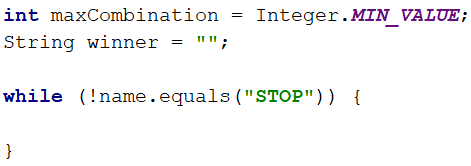 int maxCombination = Integer.MIN_VALUE;
String winner = "";
while (!name.equals("STOP")) {
}